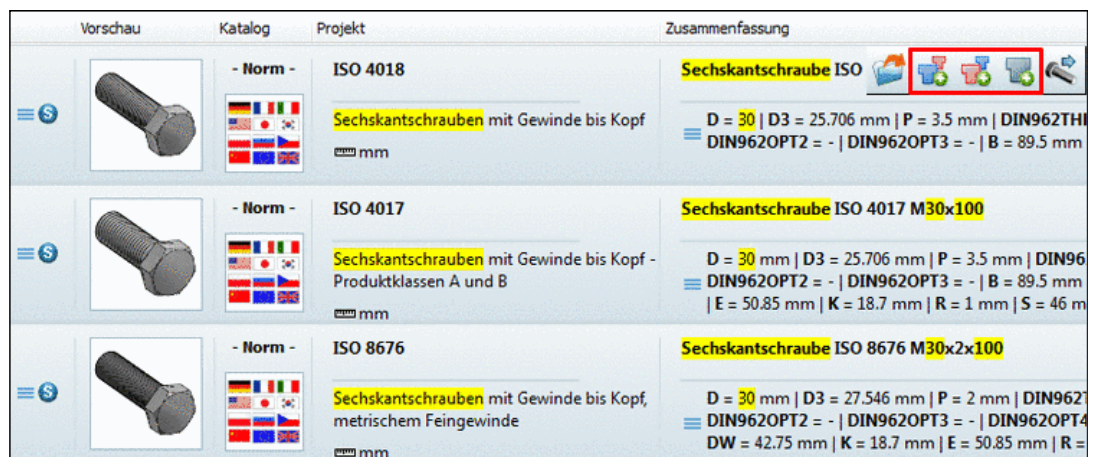 Vorschau Katalog Projekt Zusammenfassung
- Norm - ISO 4018 Sechskantschraube ISO
S Sechskantschrauben mit Gewinde bis Kopf D = 30 | D3 = 25.706 mm | P = 3.5 mm |
mm DIN962OPT2 = - | DIN962OPT3 = - | B = 89.5 mm
- Norm - ISO 4017 Sechskantschraube ISO 4017 M30x100
S Sechskantschrauben mit Gewinde bis Kopf - D = 30 mm | D3 = 25.706 mm | P = 3.5 mm | DIN96
Produktklassen A und B DIN962OPT2 = - | DIN962OPT3 = - | B = 89.5 mm
mm | E = 50.85 mm | K = 18.7 mm | R = 1 mm | S = 46 m
- Norm - ISO 8676 Sechskantschraube ISO 8676 M30x2x100
S Sechskantschrauben mit Gewinde bis Kopf, D = 30 mm | D3 = 27.546 mm | P = 2 mm |
metrischem Feingewinde DIN962OPT2 = - | DIN962OPT3 = - | DIN962OPT4
mm DW = 42.75 mm | K = 18.7 mm | E = 50.85 mm | R =